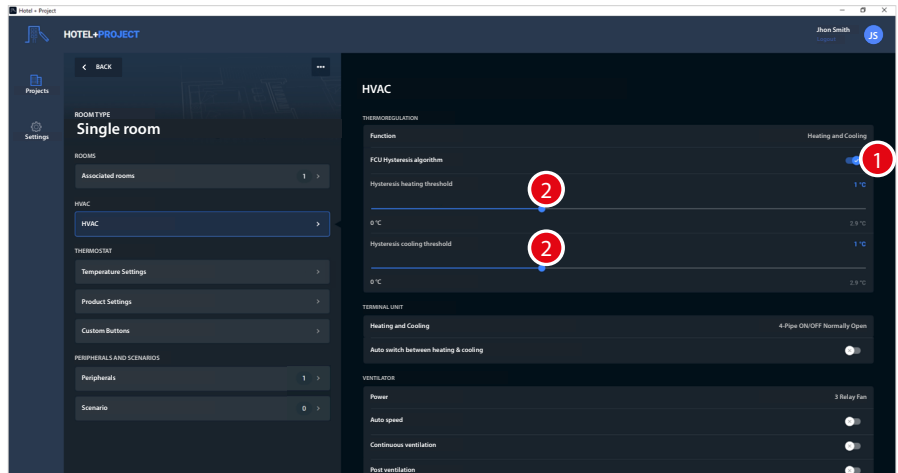 Hotel + Project
HOTEL+PROJECT
Jhon Smith
Logout
JS
Projects
Settings
BACK
ROOM TYPE
Single room
ROOMS
Associated rooms 1
HVAC
HVAC
THERMOSTAT
Temperature Settings
Product Settings
Custom Buttons
PERIPHERALS AND SCENARIOS
Peripherals 1
Scenario 0
HVAC
THERMOREGULATION
Function Heating and Cooling
FCU Hysteresis algorithm
1
Hysteresis heating threshold 1 °C
2
0 °C 2.9 °C
Hysteresis cooling threshold 1 °C
2
0 °C 2.9 °C
TERMINAL UNIT
Heating and Cooling 4-Pipe ON/OFF Normally Open
Auto switch between heating & cooling
VENTILATOR
Power 3 Relay Fan
Auto speed
Continuous ventilation
Post ventilation